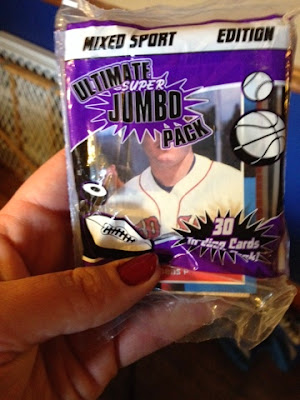 MIXED SPORT EDITION
ULTIMATE
SUPER
JUMBO
PACK
30
Trading Cards